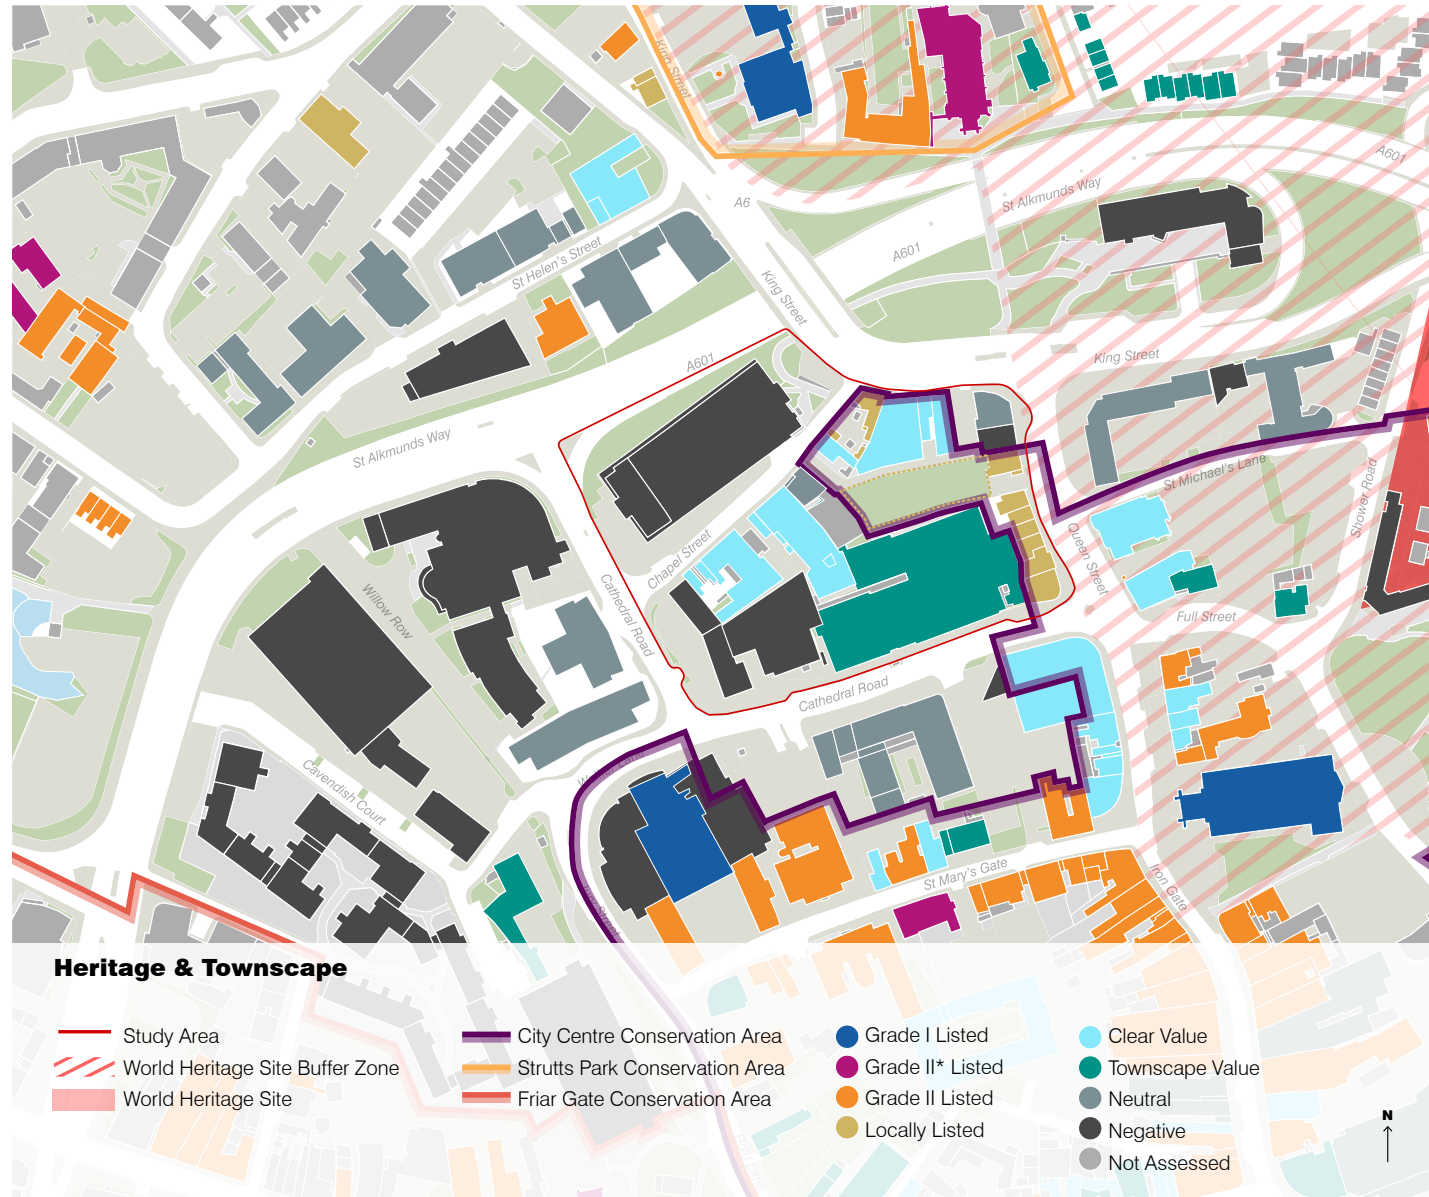 King Street
A601
St Alkmunds Way
A6
A601
St Helen's Street
King Street
King Street
A601
St Alkmunds Way
St Michael's Lane
Shower Road
Chapel Street
Queen Street
Willow Row
Cathedral Road
Full Street
Cathedral Road
Cavendish Court
St Mary's Gate
Iron Gate
Heritage & Townscape
Study Area
World Heritage Site Buffer Zone
World Heritage Site
City Centre Conservation Area
Strutts Park Conservation Area
Friar Gate Conservation Area
Grade I Listed
Grade II* Listed
Grade II Listed
Locally Listed
Clear Value
Townscape Value
Neutral
Negative
Not Assessed
N